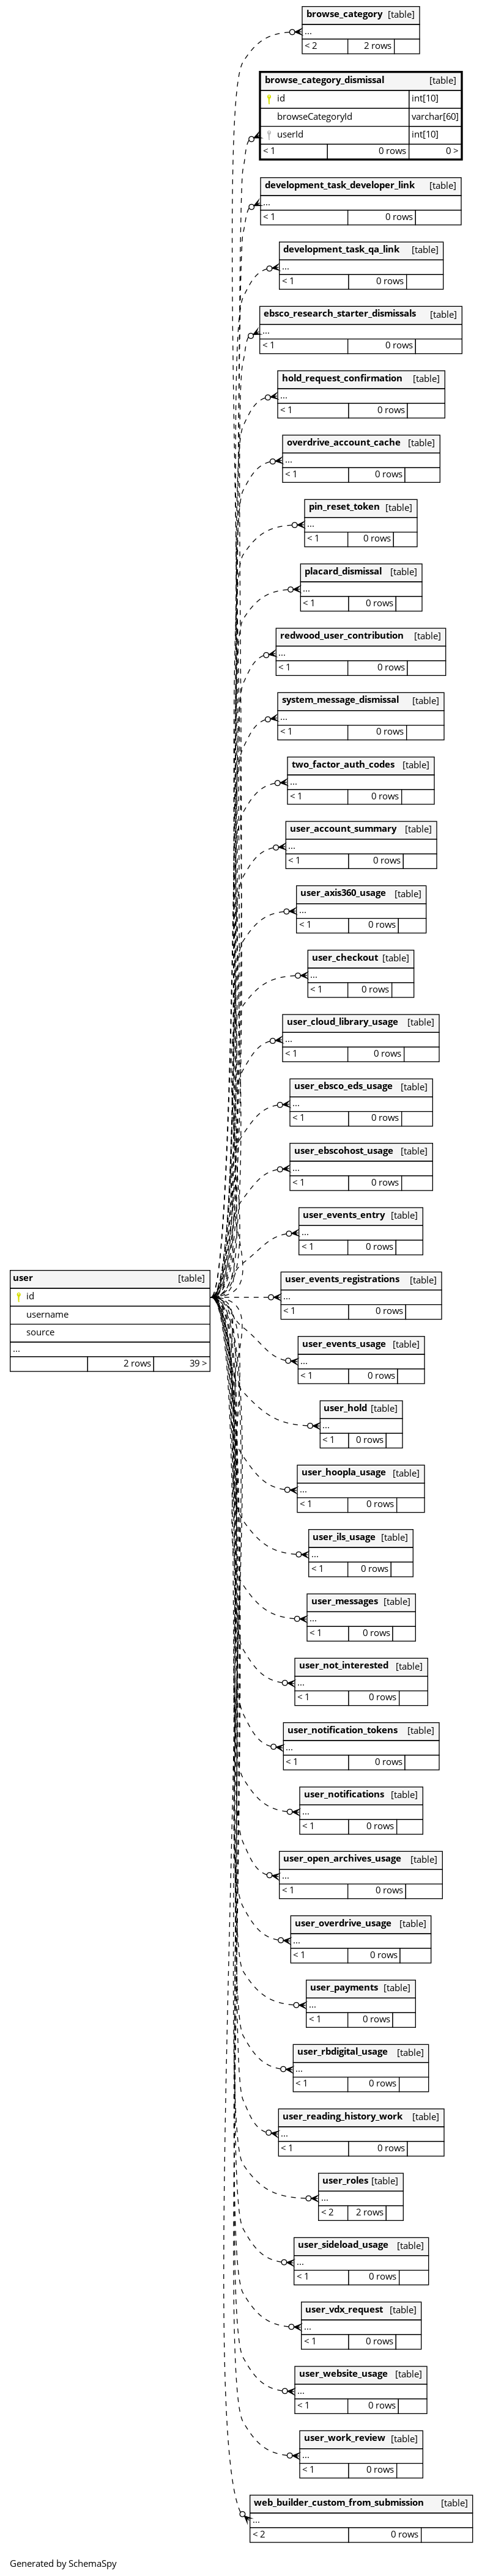 browse_category [table]
...
< 2 2 rows
browse_category_dismissal [table]
id int[10]
browseCategoryId varchar[60]
userId int[10]
< 1 0 rows 0 >
development_task_developer_link [table]
...
< 1 0 rows
development_task_qa_link [table]
...
< 1 0 rows
ebsco_research_starter_dismissals [table]
...
< 1 0 rows
hold_request_confirmation [table]
...
< 1 0 rows
overdrive_account_cache [table]
...
< 1 0 rows
pin_reset_token [table]
...
< 1 0 rows
placard_dismissal [table]
...
< 1 0 rows
redwood_user_contribution [table]
...
< 1 0 rows
system_message_dismissal [table]
...
< 1 0 rows
two_factor_auth_codes [table]
...
< 1 0 rows
user_account_summary [table]
...
< 1 0 rows
user_axis360_usage [table]
...
< 1 0 rows
user_checkout [table]
...
< 1 0 rows
user_cloud_library_usage [table]
...
< 1 0 rows
user_ebsco_eds_usage [table]
...
< 1 0 rows
user_ebscohost_usage [table]
...
< 1 0 rows
user_events_entry [table]
...
< 1 0 rows
user [table]
id
username
source
...
2 rows 39 >
user_events_registrations [table]
...
< 1 0 rows
user_events_usage [table]
...
< 1 0 rows
user_hold [table]
...
< 1 0 rows
user_hoopla_usage [table]
...
< 1 0 rows
user_ils_usage [table]
...
< 1 0 rows
user_messages [table]
...
< 1 0 rows
user_not_interested [table]
...
< 1 0 rows
user_notification_tokens [table]
...
< 1 0 rows
user_notifications [table]
...
< 1 0 rows
user_open_archives_usage [table]
...
< 1 0 rows
user_overdrive_usage [table]
...
< 1 0 rows
user_payments [table]
...
< 1 0 rows
user_rbdigital_usage [table]
...
< 1 0 rows
user_reading_history_work [table]
...
< 1 0 rows
user_roles [table]
...
< 2 2 rows
user_sideload_usage [table]
...
< 1 0 rows
user_vdx_request [table]
...
< 1 0 rows
user_website_usage [table]
...
< 1 0 rows
user_work_review [table]
...
< 1 0 rows
web_builder_custom_from_submission [table]
...
< 2 0 rows
Generated by SchemaSpy